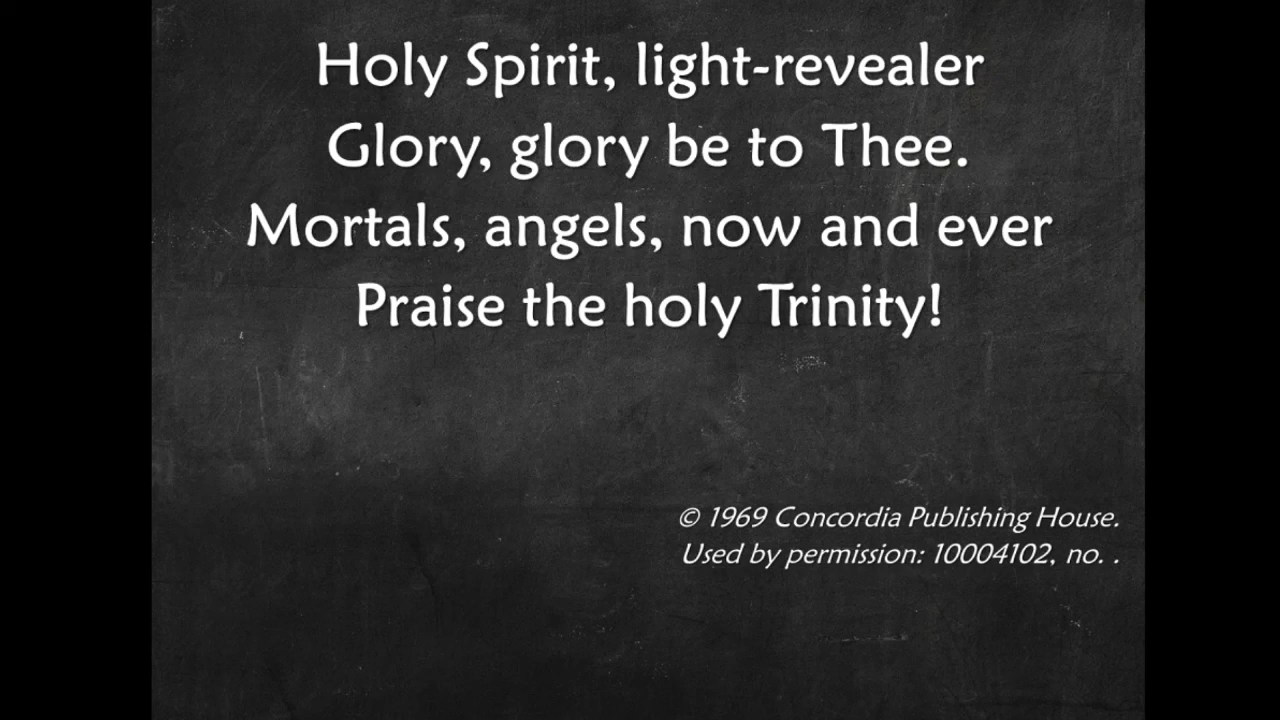 Holy Spirit, light-revealer
Glory, glory be to Thee.
Mortals, angels, now and ever
Praise the holy Trinity!
© 1969 Concordia Publishing House.
Used by permission: 10004102, no. .